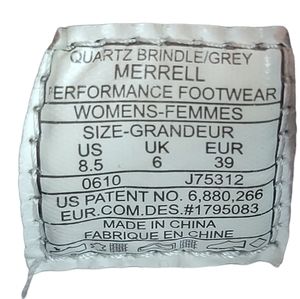 QUARTZ BRINDLE/GREY
MERRELL
PERFORMANCE FOOTWEAR
WOMENS-FEMMES
SIZE-GRANDEUR
US UK EUR
8.5 6 39
0610 J75312
US PATENT NO. 6,880,266
EUR.COM.DES.#1795083
MADE IN CHINA
FABRIQUE EN CHINE